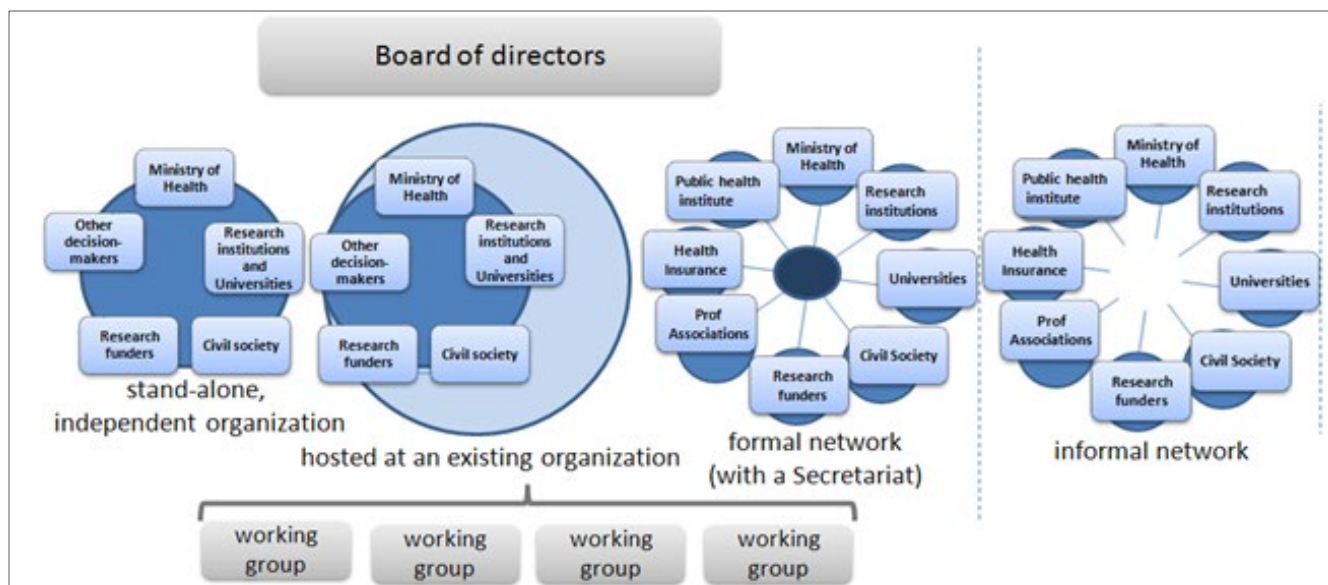 Board of directors
Ministry of
Health
Other
decision-
makers
Research
institutions
and
Universities
Research
funders
Civil society
stand-alone,
independent organization
Ministry of
Health
Other
decision-
makers
Research
institutions
and
Universities
Research
funders
Civil society
hosted at an existing organization
Ministry of
Health
Public health
institute
Research
institutions
Health
Insurance
Universities
Prof
Associations
Civil Society
Research
funders
formal network
(with a Secretariat)
Ministry of
Health
Public health
institute
Research
institutions
Health
Insurance
Universities
Prof
Associations
Civil Society
Research
funders
informal network
working
group
working
group
working
group
working
group